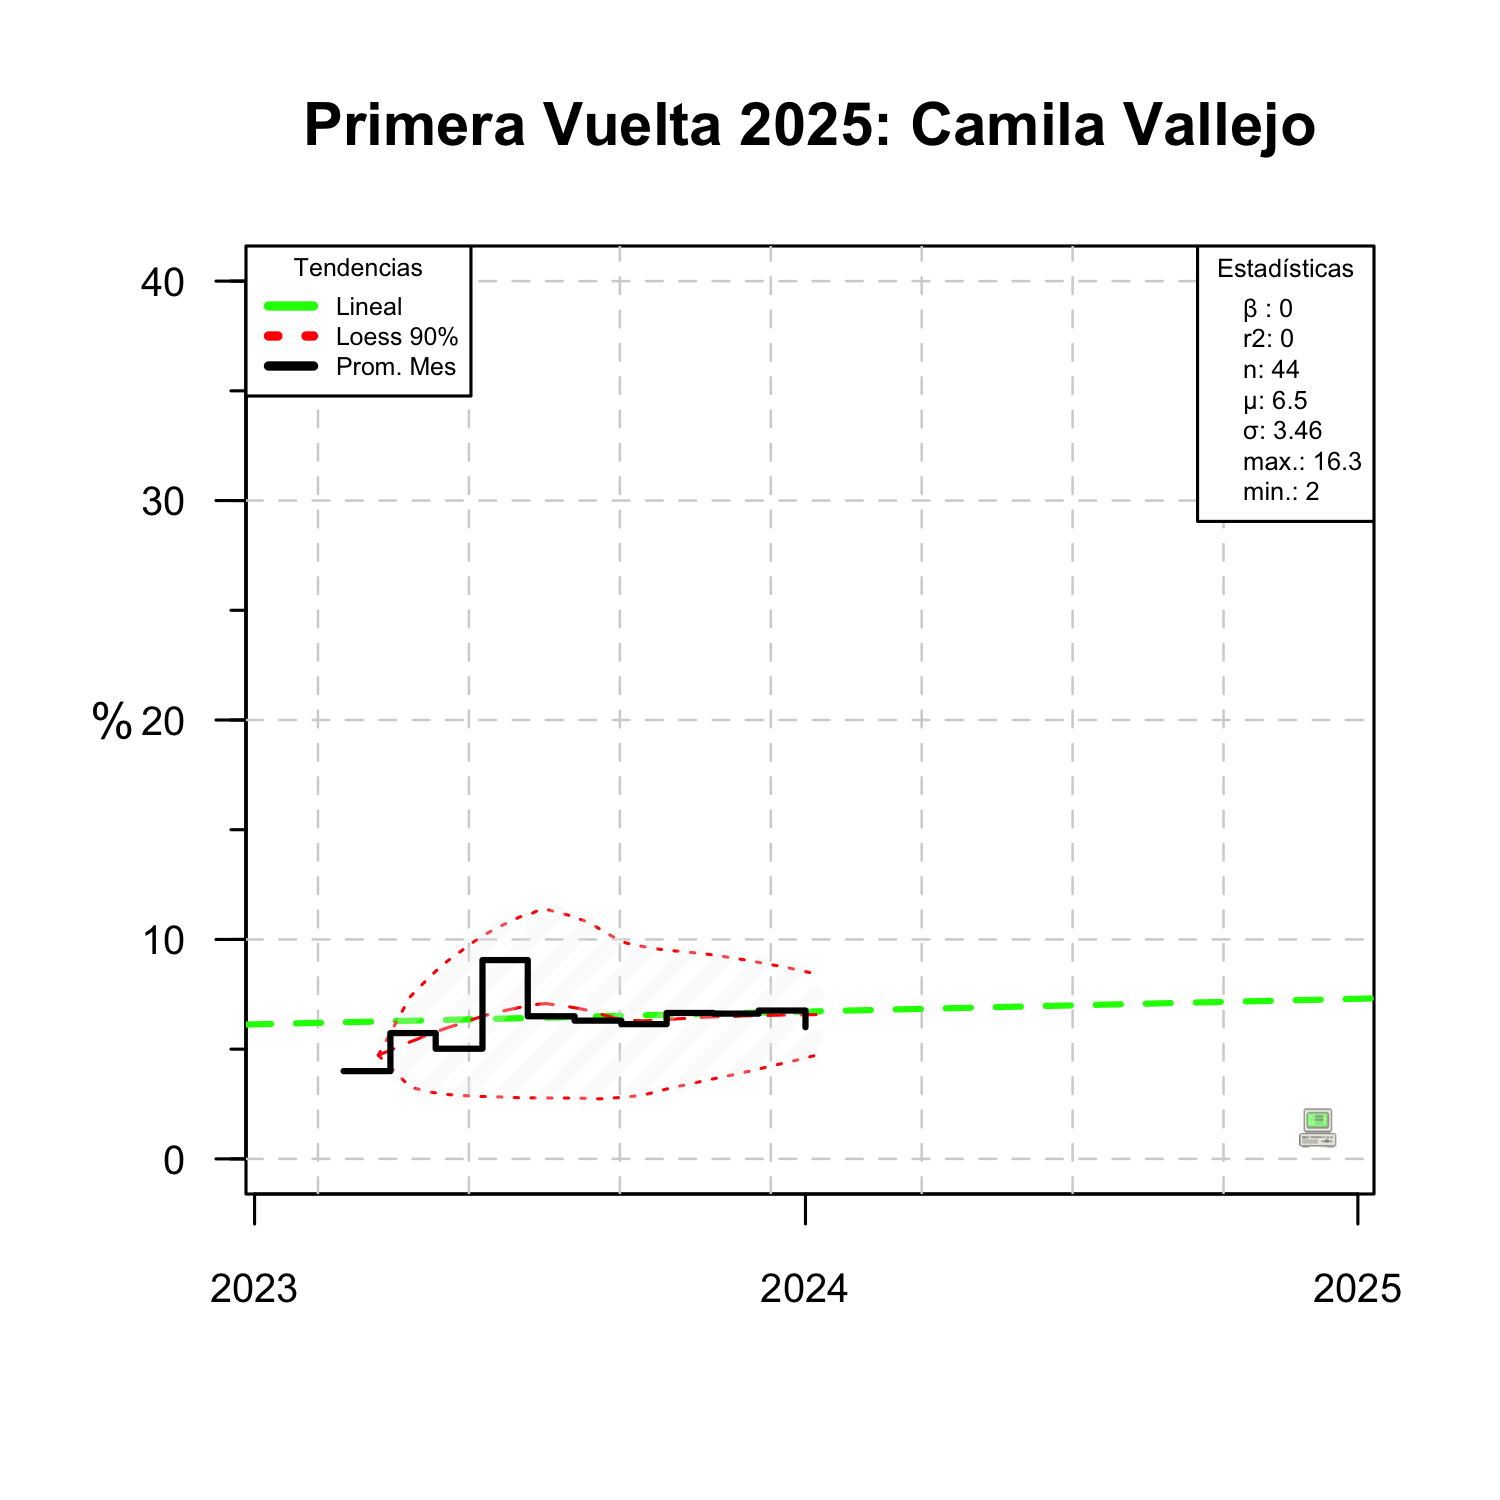 Primera Vuelta 2025: Camila Vallejo
Tendencias
Lineal
Loess 90%
Prom. Mes
Estadísticas
β : 0
r2: 0
n: 44
μ: 6.5
σ: 3.46
max.: 16.3
min.: 2
40
30
%
20
10
0
2023
2024
2025